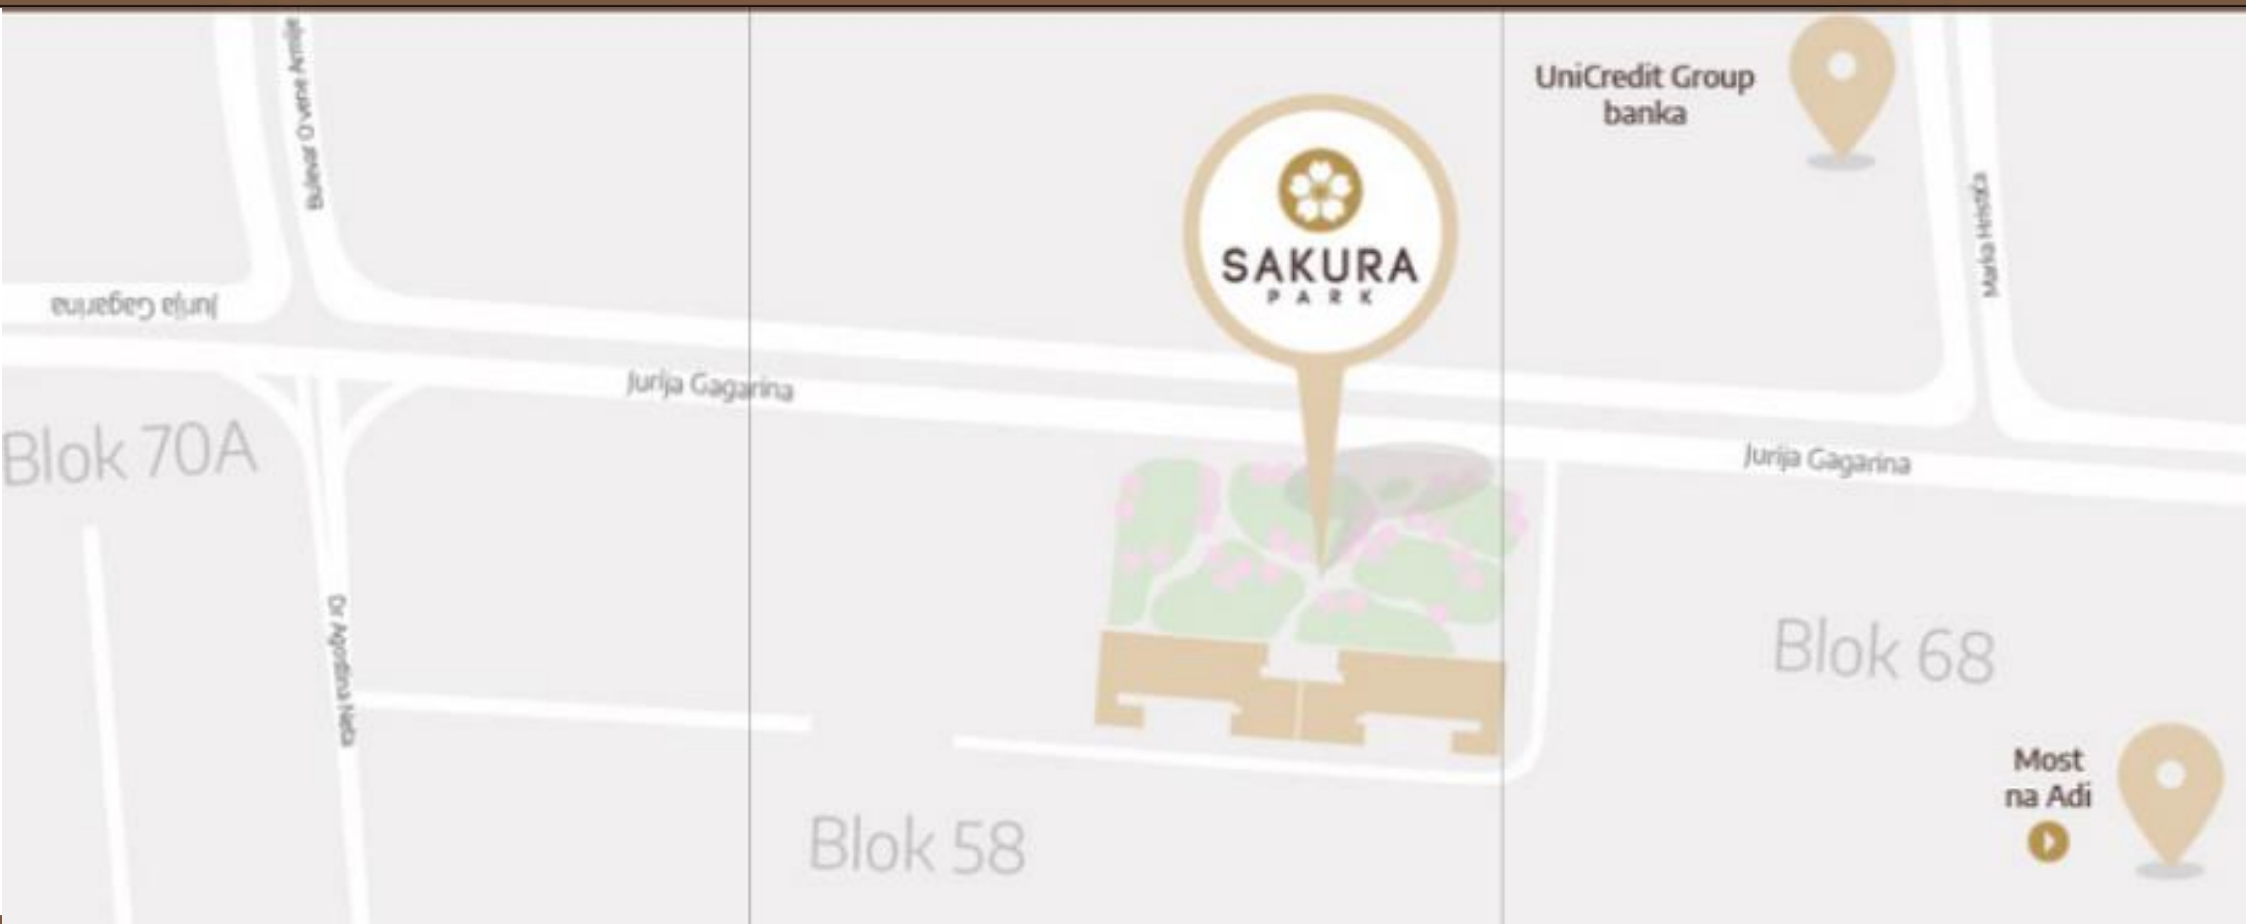 Bulevar
Armije
UniCredit Group
banka
SAKURA
PARK
Marka Hristića
Jurija Gagarina
Jurija Gagarina
Jurija Gagarina
Blok 70A
Dr Agostina Neta
Blok 68
Most
na Adi
Blok 58